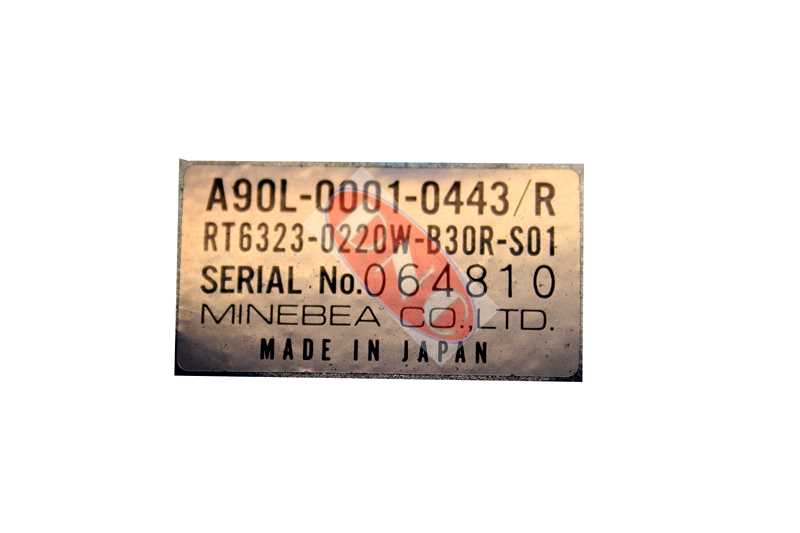 A90L-0001-0443/R
RT6323-0220W-B30R-S01
SERIAL No.064810
MINEBEA CO.,LTD.
MADE IN JAPAN